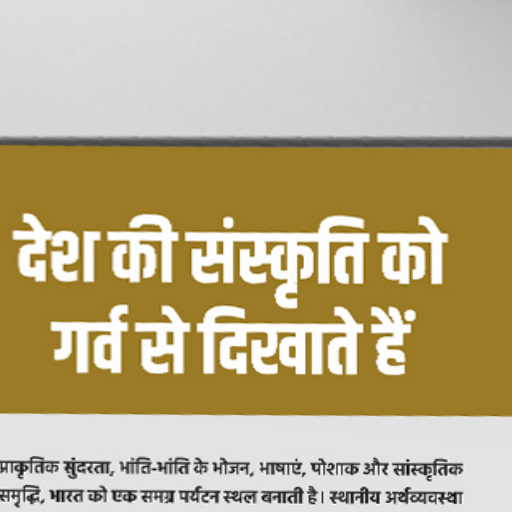 देश की संस्कृति को
गर्व से दिखाते हैं
प्राकृतिक सुंदरता, भांति-भांति के भोजन, भाषाएं, पोशाक और सांस्कृतिक
समृद्धि, भारत को एक समग्र पर्यटन स्थल बनाती है। स्थानीय अर्थव्यवस्था